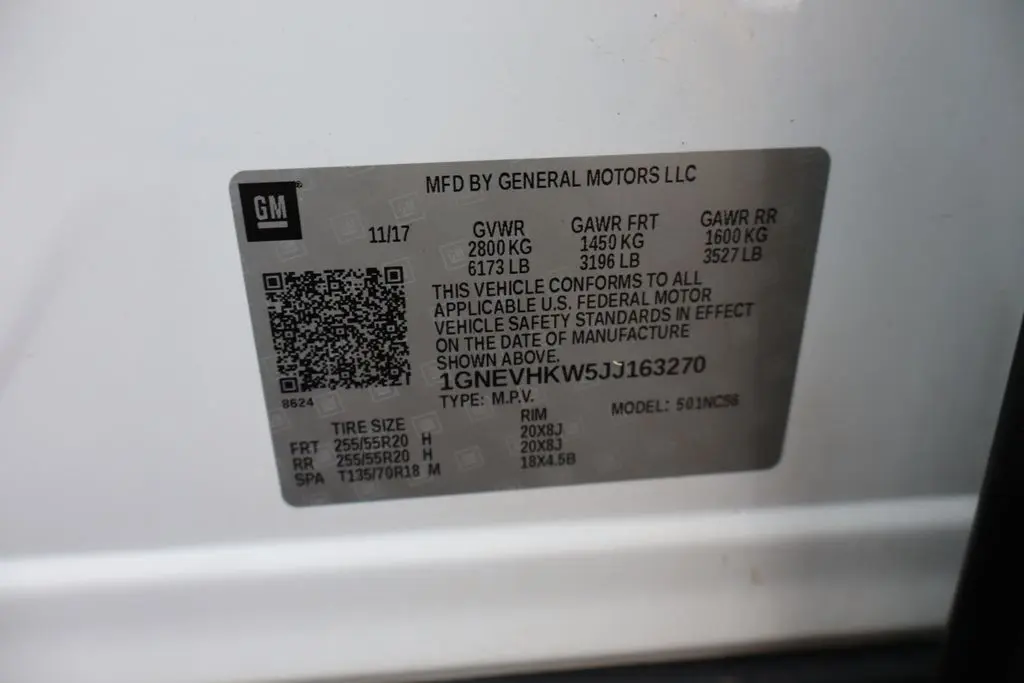 GM
MFD BY GENERAL MOTORS LLC
11/17
GVWR GAWR FRT GAWR RR
2800 KG 1450 KG 1600 KG
6173 LB 3196 LB 3527 LB
THIS VEHICLE CONFORMS TO ALL
APPLICABLE U.S. FEDERAL MOTOR
VEHICLE SAFETY STANDARDS IN EFFECT
ON THE DATE OF MANUFACTURE
SHOWN ABOVE.
1GNEVHKW5JJ163270
8624
TYPE: M.P.V. MODEL:
TIRE SIZE RIM
FRT 255/55R20 H 20X8J
RR 255/55R20 H 20X8J
SPA T135/70R18 M 18X4.5B